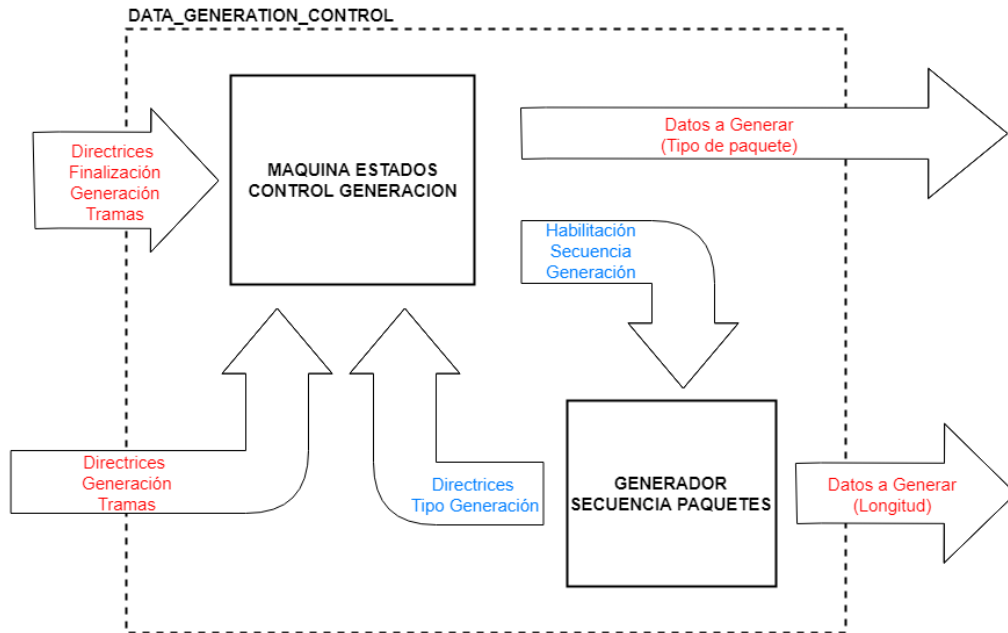 DATA_GENERATION_CONTROL
Directrices
Finalización
Generación
Tramas
MAQUINA ESTADOS
CONTROL GENERACION
Datos a Generar
(Tipo de paquete)
Habilitación
Secuencia
Generación
Directrices
Generación
Tramas
Directrices
Tipo Generación
GENERADOR
SECUENCIA PAQUETES
Datos a Generar
(Longitud)